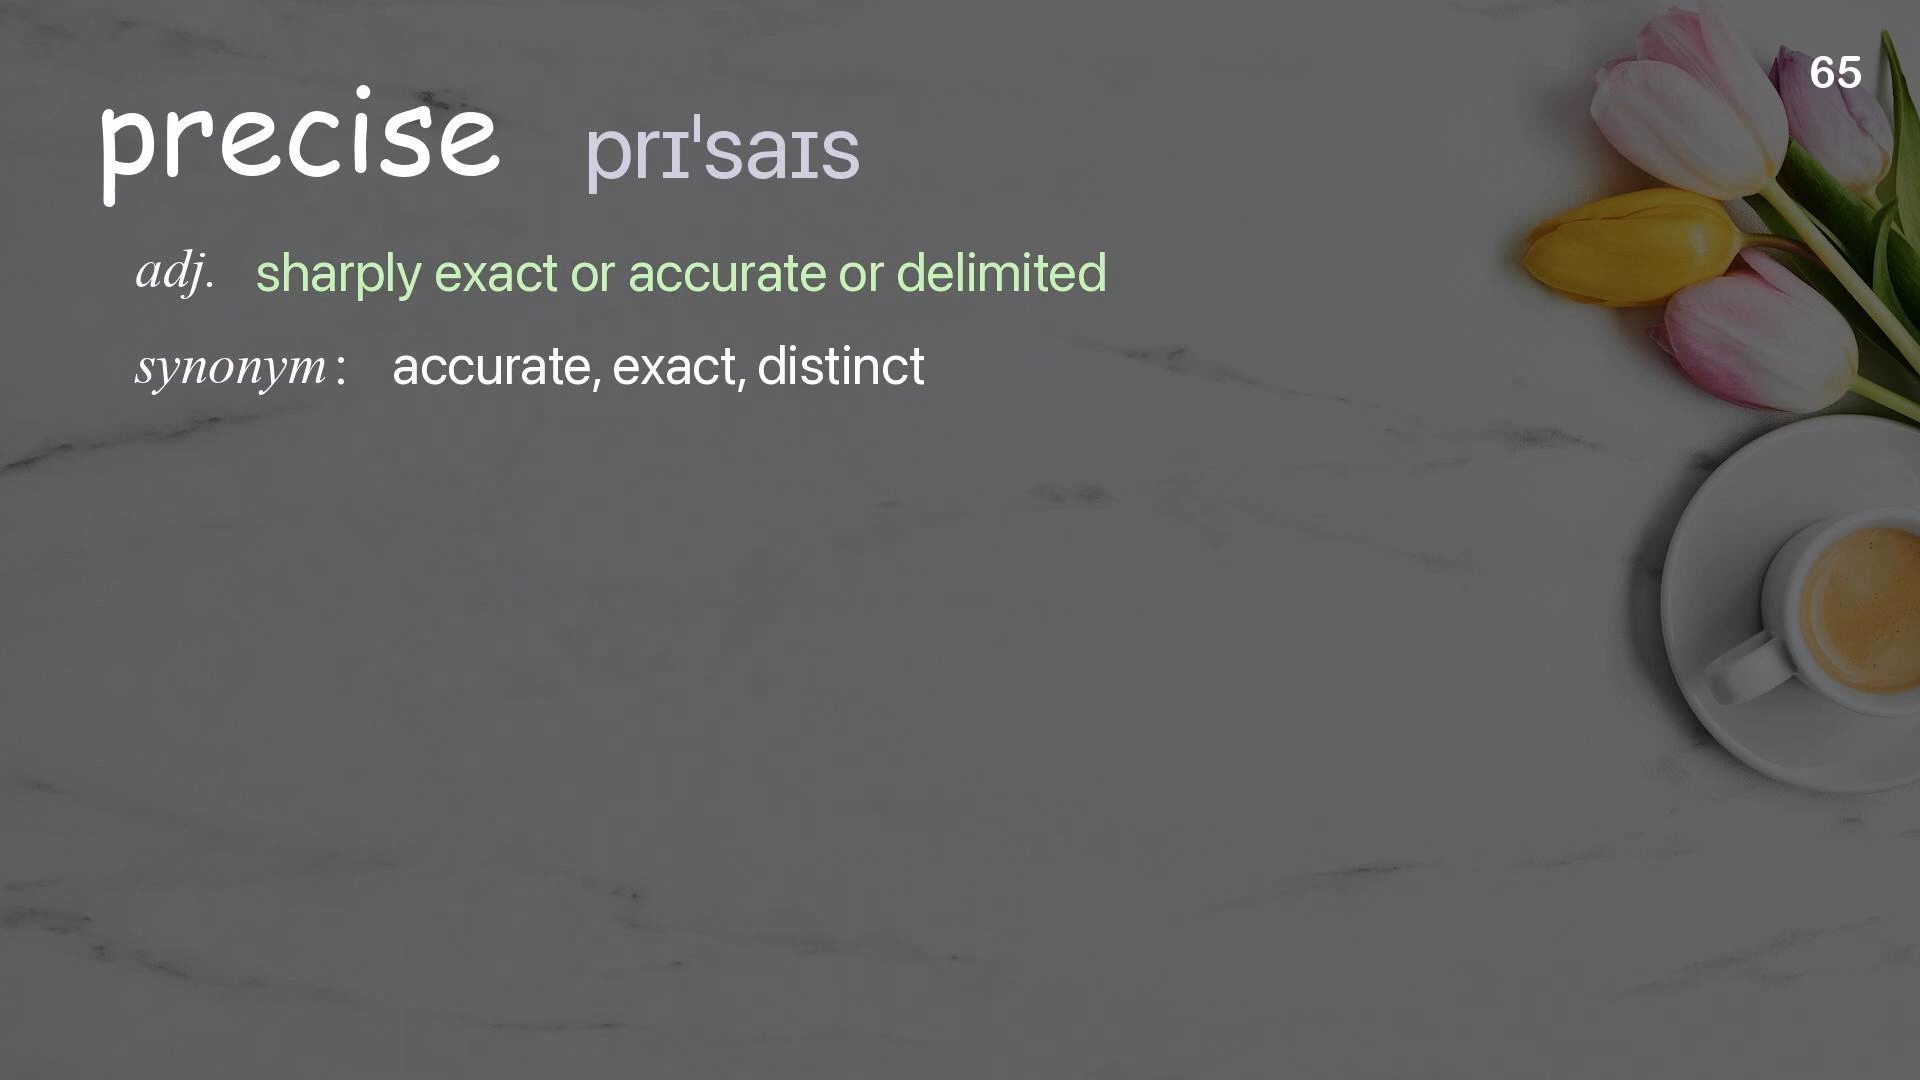 65
precise prɪˈsaɪs
adj. sharply exact or accurate or delimited
synonym: accurate, exact, distinct